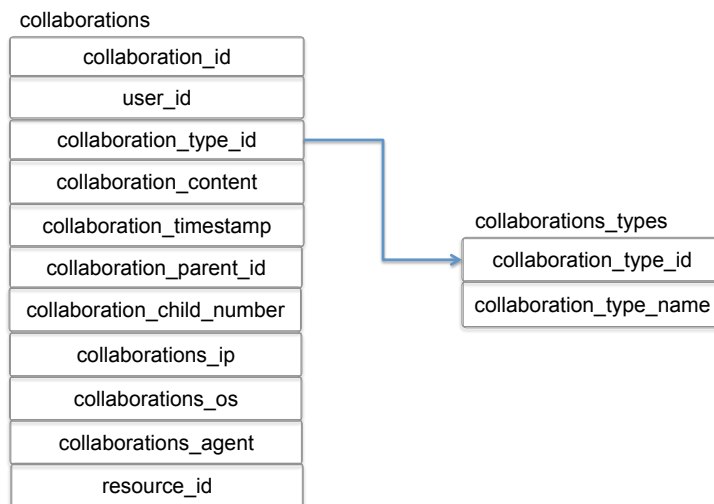 collaborations
collaboration_id
user_id
collaboration_type_id
collaboration_content
collaboration_timestamp
collaboration_parent_id
collaboration_child_number
collaborations_ip
collaborations_os
collaborations_agent
resource_id
collaborations_types
collaboration_type_id
collaboration_type_name